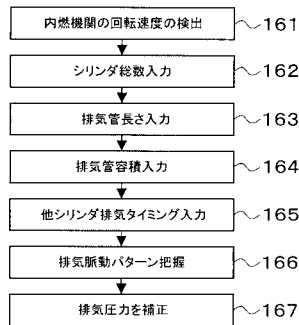 内燃機関の回転速度の検出 161
シリンダ総数入力 162
排気管長さ入力 163
排気管容積入力 164
他シリンダ排気タイミング入力 165
排気脈動パターン把握 166
排気圧力を補正 167